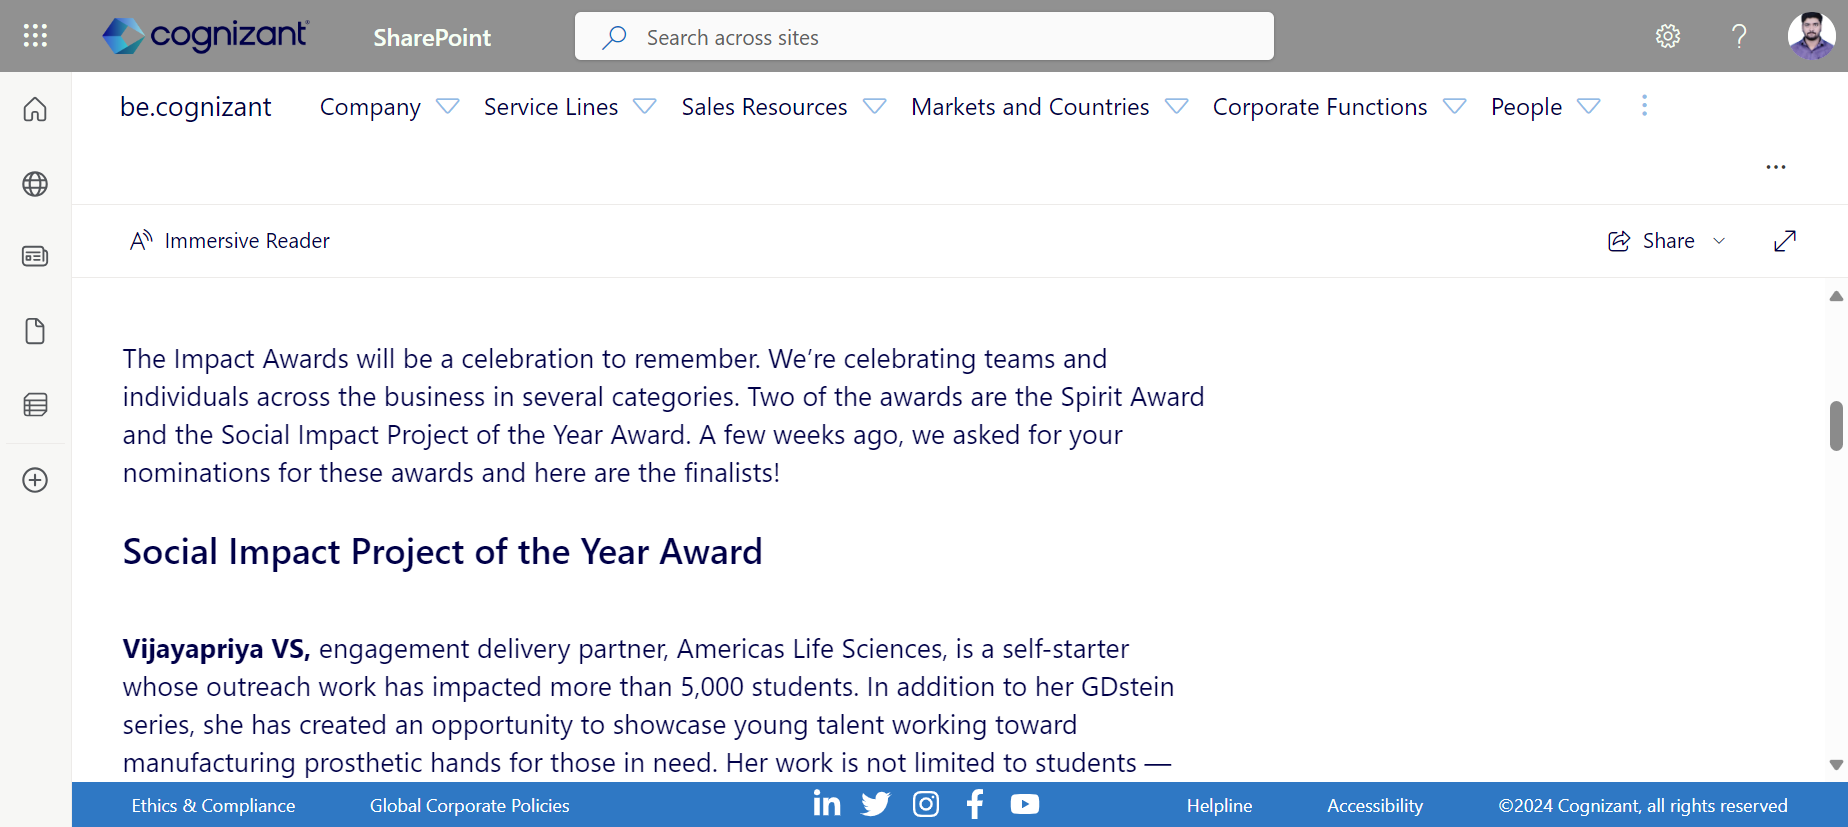 cognizant
SharePoint
Search across sites
be.cognizant
Company
Service Lines
Sales Resources
Markets and Countries
Corporate Functions
People
Immersive Reader
Share
The Impact Awards will be a celebration to remember. We’re celebrating teams and
individuals across the business in several categories. Two of the awards are the Spirit Award
and the Social Impact Project of the Year Award. A few weeks ago, we asked for your
nominations for these awards and here are the finalists!
Social Impact Project of the Year Award
Vijayapriya VS, engagement delivery partner, Americas Life Sciences, is a self-starter
whose outreach work has impacted more than 5,000 students. In addition to her GDstein
series, she has created an opportunity to showcase young talent working toward
manufacturing prosthetic hands for those in need. Her work is not limited to students —
Ethics & Compliance
Global Corporate Policies
Helpline
Accessibility
©2024 Cognizant, all rights reserved